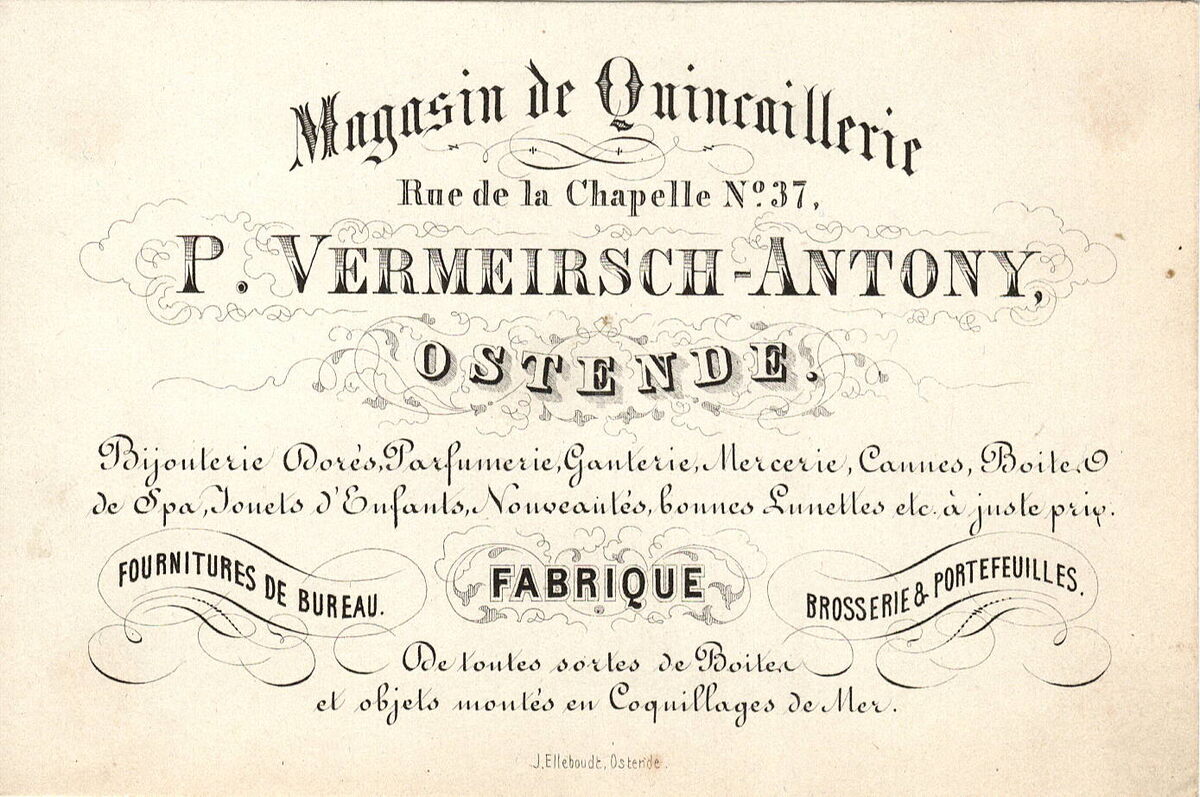 Magasin de Quincaillerie
Rue de la Chapelle Nº 37,
P. VERMEIRSCH-ANTONY,
OSTENDE.
Bijouterie Dorés, Parfumerie, Ganterie, Mercerie, Cannes, Boites
de Spa, Jouets d'Enfants, Nouveautés, bonnes Lunettes etc. à juste prix.
FOURNITURES DE BUREAU.
FABRIQUE
BROSSERIE & PORTEFEUILLES.
De toutes sortes de Boites
et objets montés en Coquillages de Mer.
J. Elleboudt, Ostende.